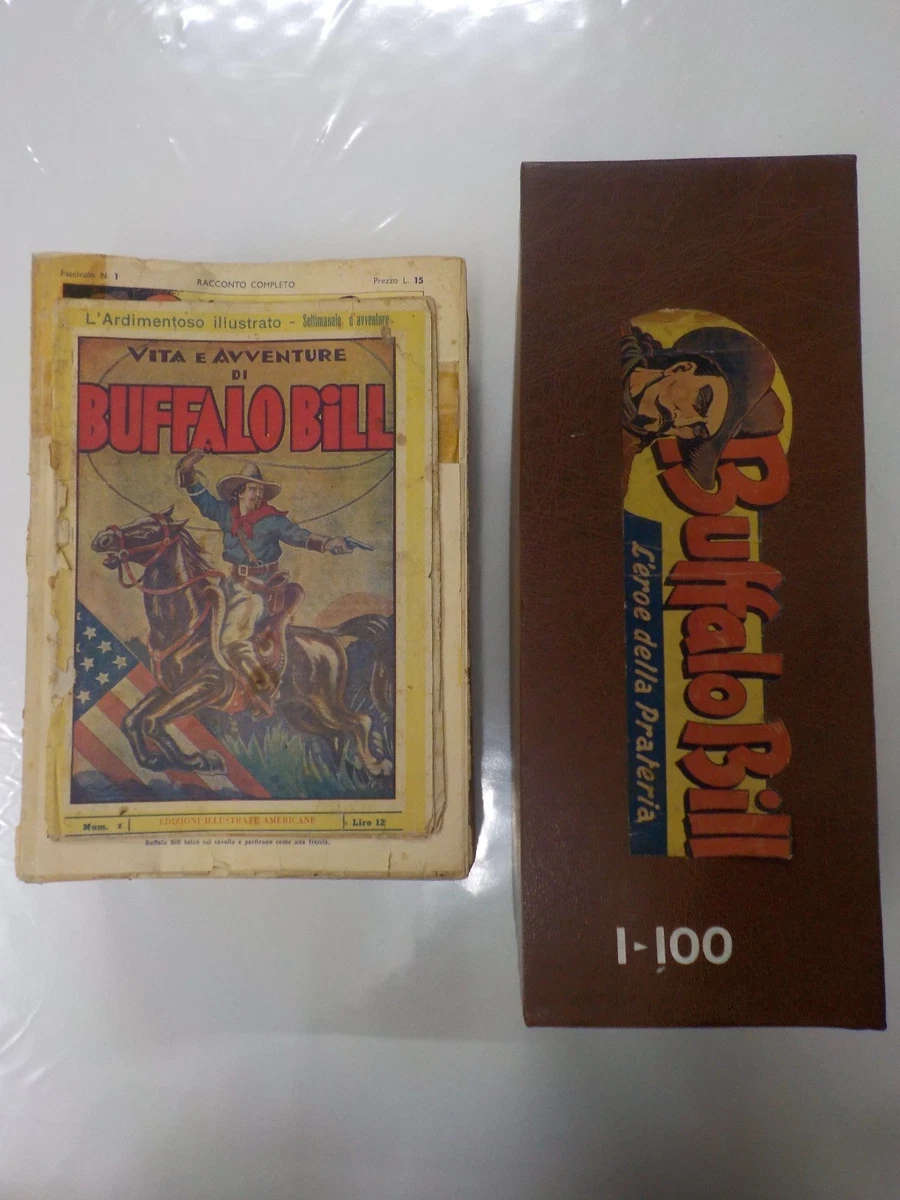 Fascicolo N. 1
RACCONTO COMPLETO
Prezzo L. 15
L'Ardimentoso illustrato - Settimanale d'avventure.
VITA E AVVENTURE
DI
BUFFALO BILL
Num. 1
EDIZIONI ILLUSTRATE AMERICANE
Lire 12
Buffalo Bill balzò sul cavallo e partirono come una freccia.
Buffalo Bill
L'eroe della Prateria
1-100